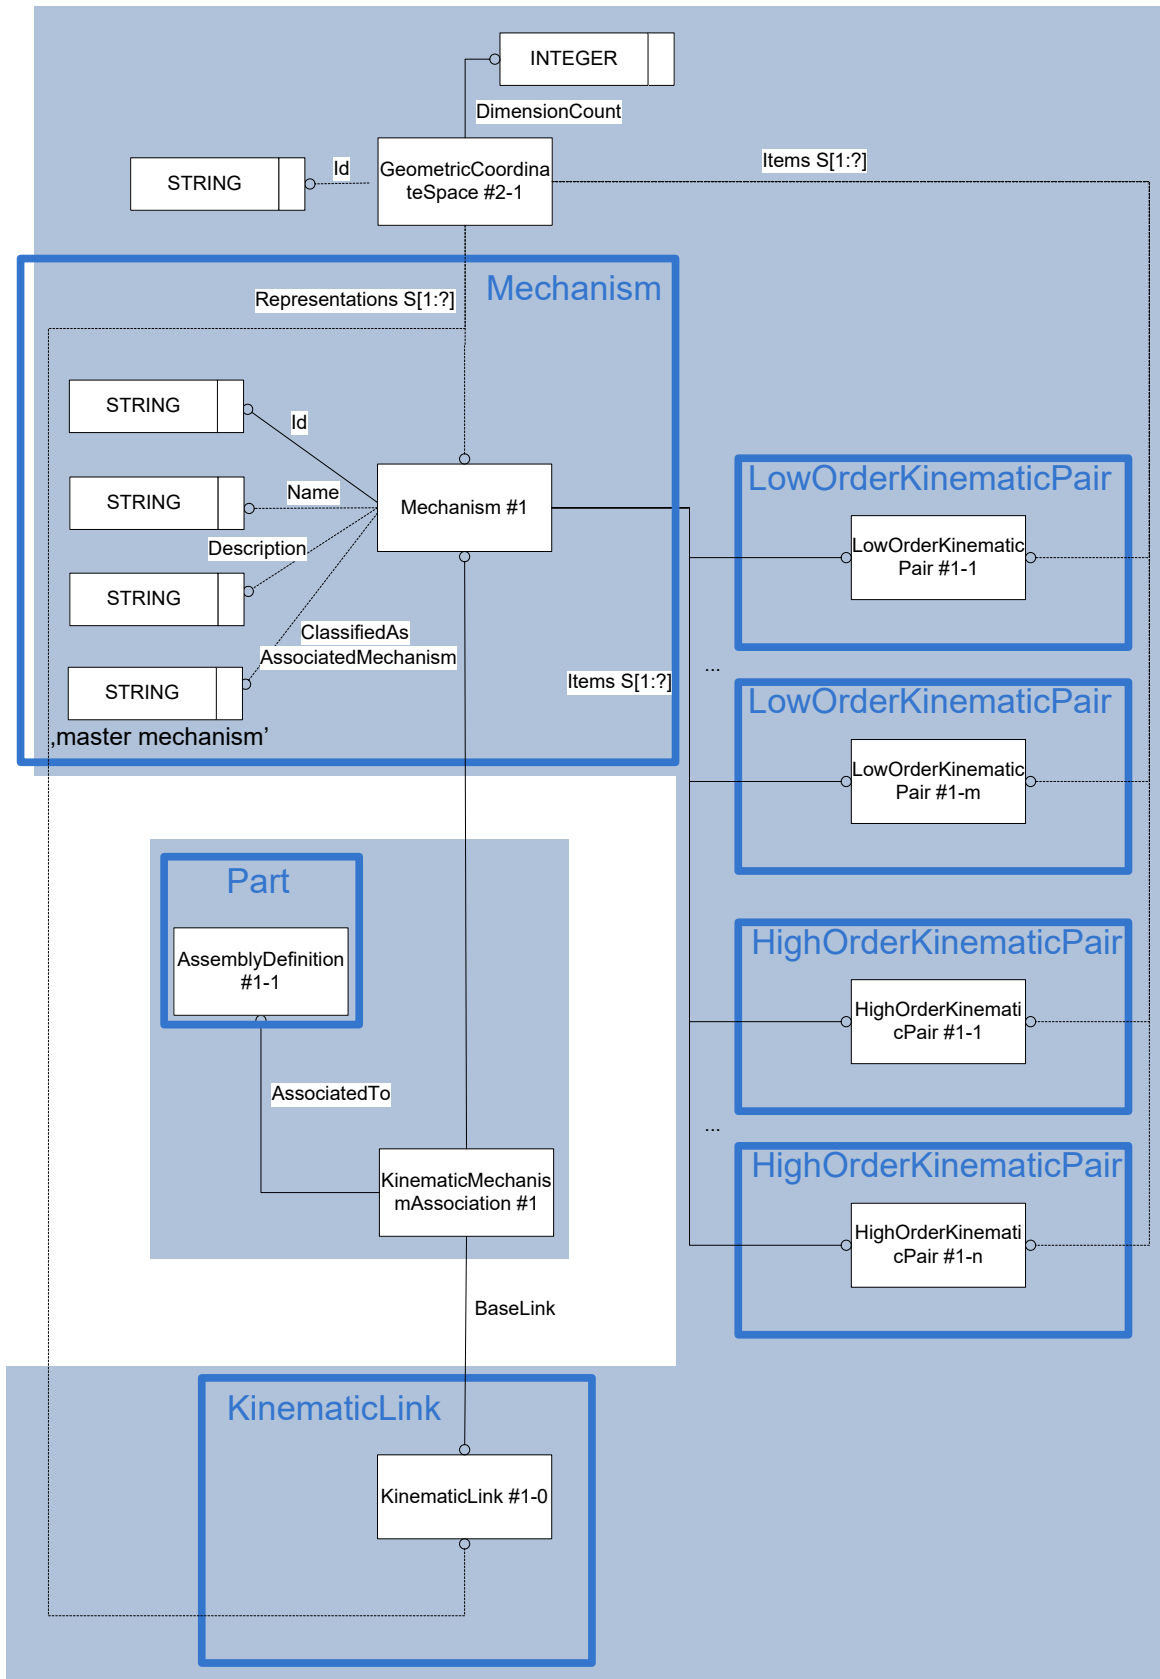 INTEGER
DimensionCount
GeometricCoordina
teSpace #2-1
Items S[1:?]
Id
STRING
Mechanism
Representations S[1:?]
STRING
Id
STRING
Name
Mechanism #1
Description
STRING
ClassifiedAs
AssociatedMechanism
STRING
‚master mechanism’
Items S[1:?]
LowOrderKinematicPair
LowOrderKinematic
Pair #1-1
...
LowOrderKinematicPair
LowOrderKinematic
Pair #1-m
Part
AssemblyDefinition
#1-1
HighOrderKinematicPair
HighOrderKinemati
cPair #1-1
AssociatedTo
...
HighOrderKinematicPair
KinematicMechanis
mAssociation #1
HighOrderKinemati
cPair #1-n
BaseLink
KinematicLink
KinematicLink #1-0